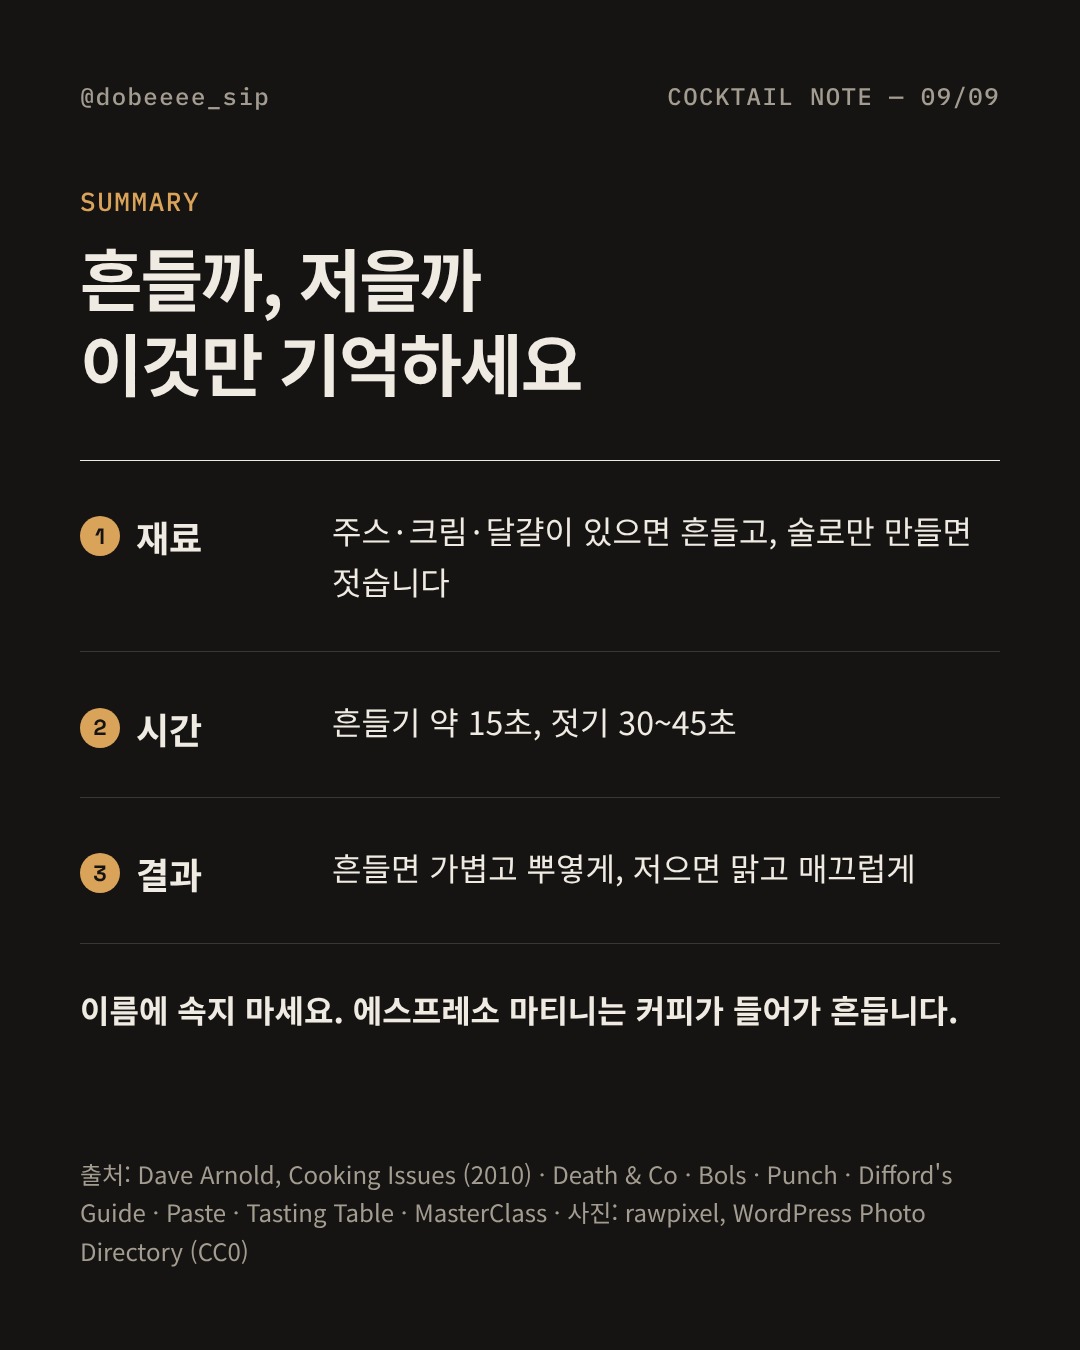 @dobeeee_sip
COCKTAIL NOTE — 09/09
SUMMARY
흔들까, 저을까
이것만 기억하세요
1 재료
주스·크림·달걀이 있으면 흔들고, 술로만 만들면
젓습니다
2 시간
흔들기 약 15초, 젓기 30~45초
3 결과
흔들면 가볍고 뿌옇게, 저으면 맑고 매끄럽게
이름에 속지 마세요. 에스프레소 마티니는 커피가 들어가 흔듭니다.
출처: Dave Arnold, Cooking Issues (2010) · Death & Co · Bols · Punch · Difford's
Guide · Paste · Tasting Table · MasterClass · 사진: rawpixel, WordPress Photo
Directory (CC0)